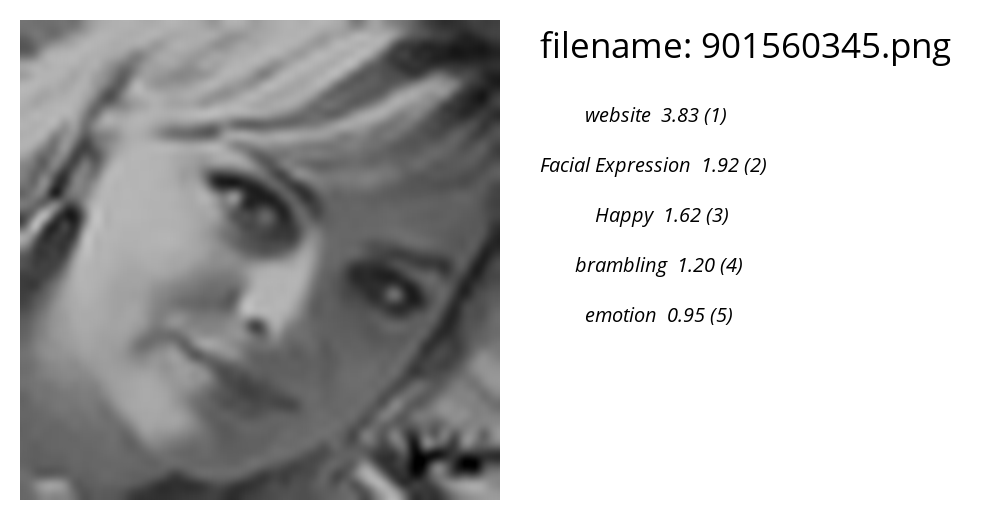 filename: 901560345.png
website 3.83 (1)
Facial Expression 1.92 (2)
Happy 1.62 (3)
brambling 1.20 (4)
emotion 0.95 (5)